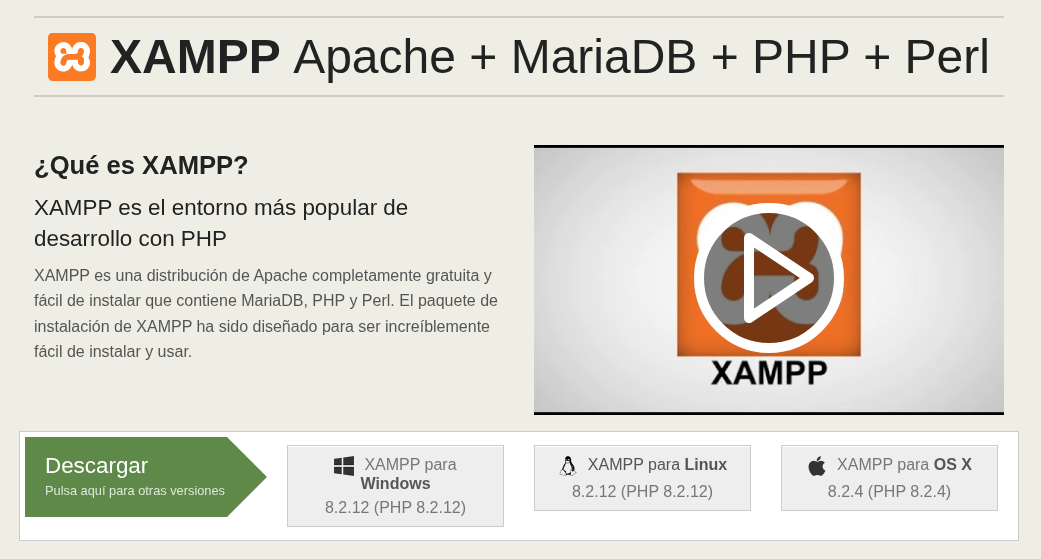 XAMPP Apache + MariaDB + PHP + Perl
¿Qué es XAMPP?
XAMPP es el entorno más popular de
desarrollo con PHP
XAMPP es una distribución de Apache completamente gratuita y
fácil de instalar que contiene MariaDB, PHP y Perl. El paquete de
instalación de XAMPP ha sido diseñado para ser increíblemente
fácil de instalar y usar.
XAMPP
Descargar
Pulsa aquí para otras versiones
XAMPP para
Windows
8.2.12 (PHP 8.2.12)
XAMPP para Linux
8.2.12 (PHP 8.2.12)
XAMPP para OS X
8.2.4 (PHP 8.2.4)